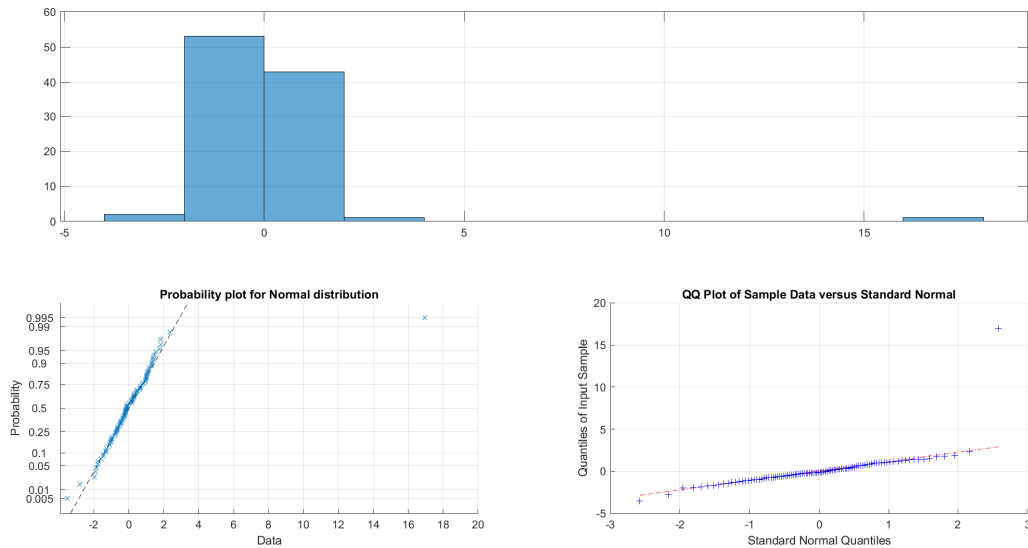 60
50
40
30
20
10
0
-5 0 5 10 15
Probability plot for Normal distribution
Probability
0.995
0.99
0.95
0.9
0.75
0.5
0.25
0.1
0.05
0.01
0.005
-2 0 2 4 6 8 10 12 14 16 18 20
Data
QQ Plot of Sample Data versus Standard Normal
Quantiles of Input Sample
20
15
10
5
0
-5
-3 -2 -1 0 1 2 3
Standard Normal Quantiles